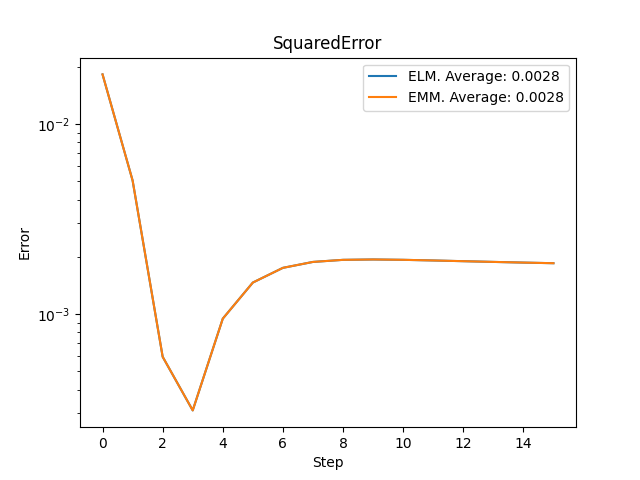 SquaredError
ELM. Average: 0.0028
EMM. Average: 0.0028
10⁻²
10⁻³
Error
0 2 4 6 8 10 12 14
Step